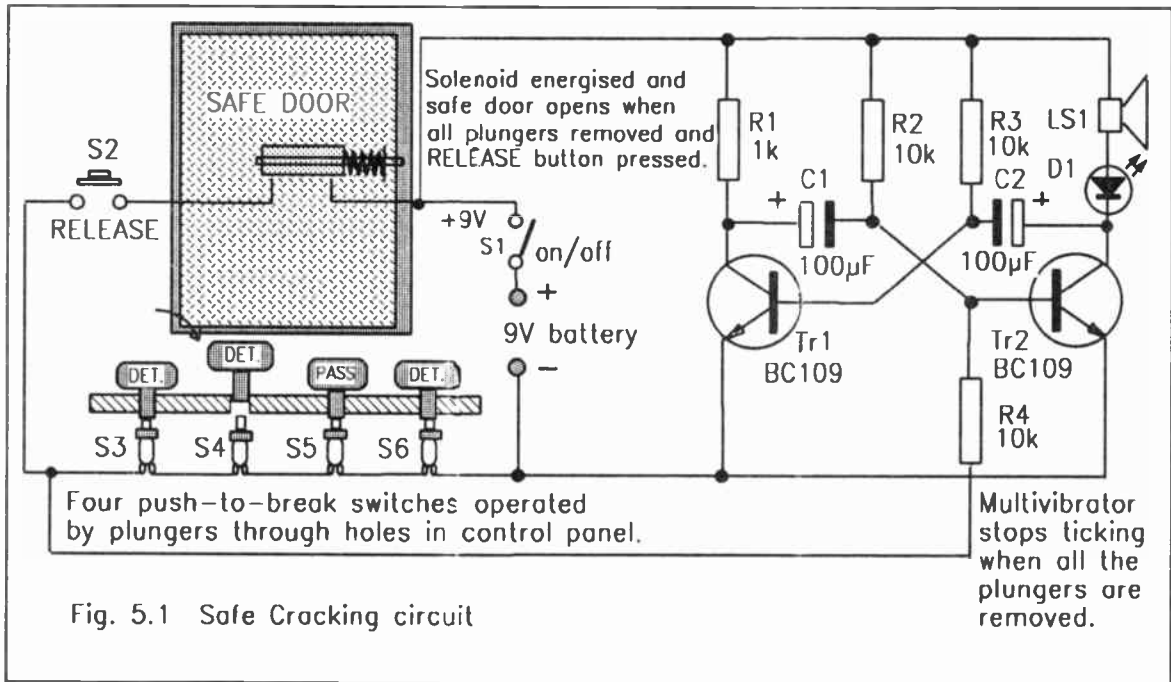 SAFE DOOR
Solenoid energised and
safe door opens when
all plungers removed and
RELEASE button pressed.
S2
RELEASE
+9V
S1
on/off
+
9V battery
−
R1
1k
R2
10k
R3
10k
LS1
D1
C1
+
100µF
C2
+
100µF
Tr1
BC109
Tr2
BC109
R4
10k
DET.
DET.
PASS
DET.
S3
S4
S5
S6
Four push-to-break switches operated
by plungers through holes in control panel.
Multivibrator
stops ticking
when all the
plungers are
removed.
Fig. 5.1 Safe Cracking circuit